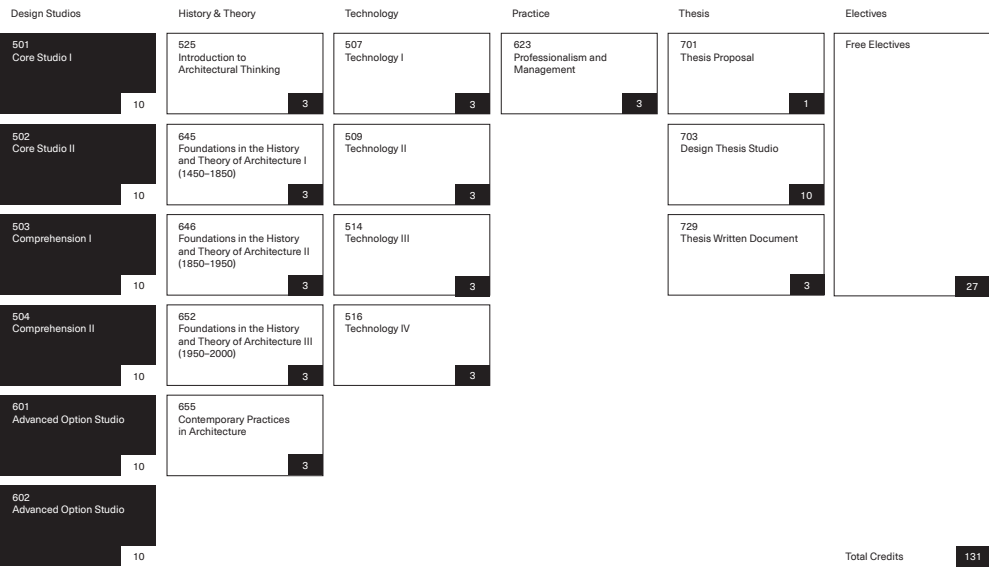 Design Studios
501
Core Studio I
10
502
Core Studio II
10
503
Comprehension I
10
504
Comprehension II
10
601
Advanced Option Studio
10
602
Advanced Option Studio
10
History & Theory
525
Introduction to
Architectural Thinking
3
645
Foundations in the History
and Theory of Architecture I
(1450–1850)
3
646
Foundations in the History
and Theory of Architecture II
(1850–1950)
3
652
Foundations in the History
and Theory of Architecture III
(1950–2000)
3
655
Contemporary Practices
in Architecture
3
Technology
507
Technology I
3
509
Technology II
3
514
Technology III
3
516
Technology IV
3
Practice
623
Professionalism and
Management
3
Thesis
701
Thesis Proposal
1
703
Design Thesis Studio
10
729
Thesis Written Document
3
Electives
Free Electives
27
Total Credits
131